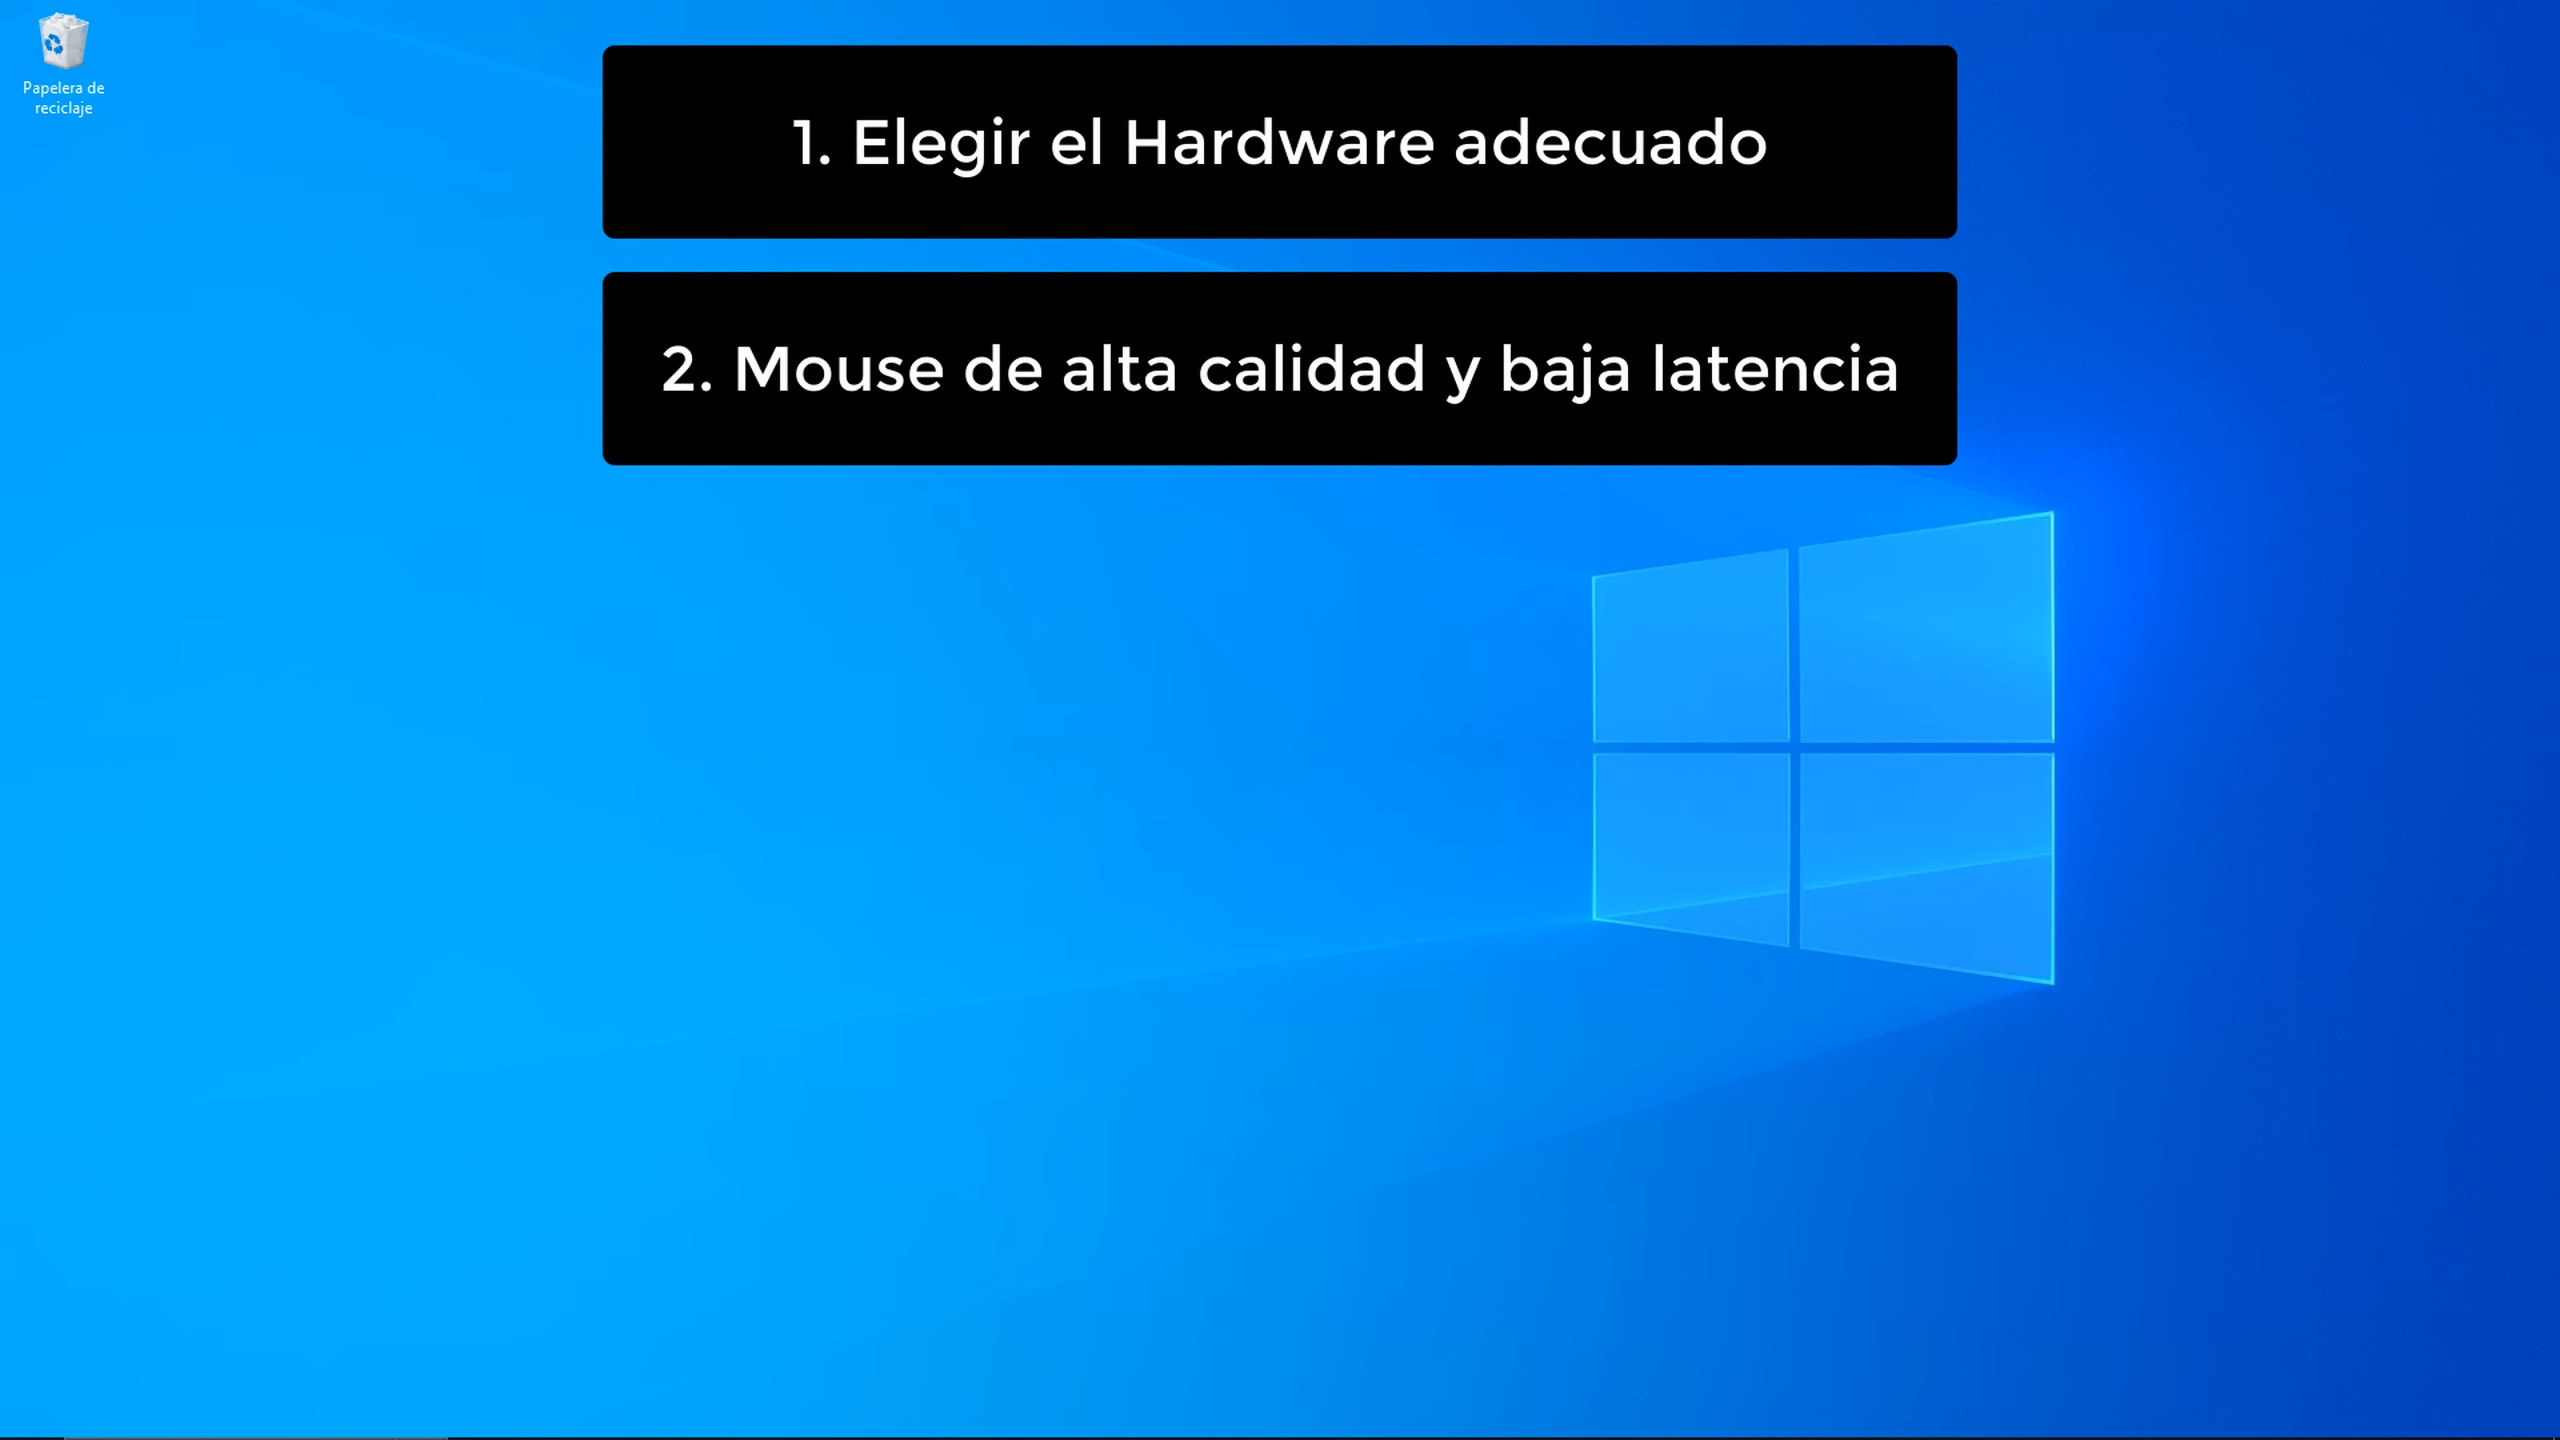 Papelera de
reciclaje
1. Elegir el Hardware adecuado
2. Mouse de alta calidad y baja latencia